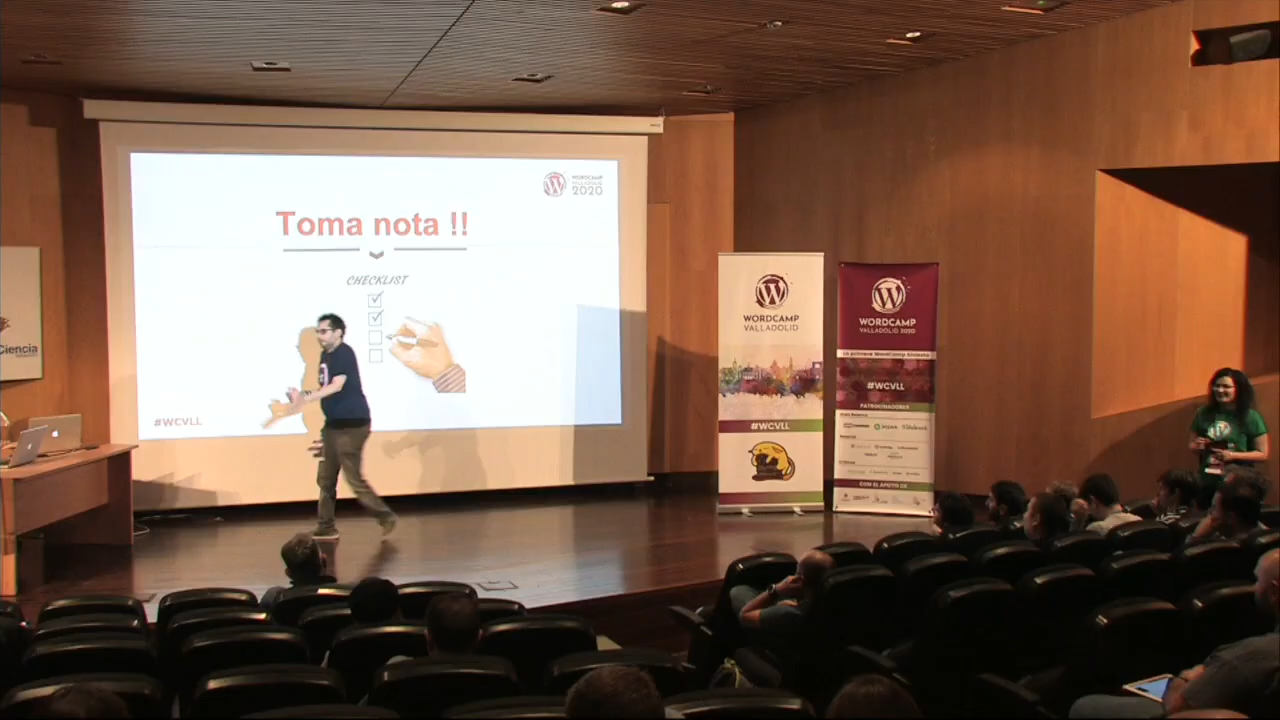 WORDCAMP
VALLADOLID
2020
Toma nota !!
CHECKLIST
#WCVLL
Ciencia
WORDCAMP
VALLADOLID
#WCVLL
WORDCAMP
VALLADOLID 2020
#WCVLL
PATROCINADORES
CON EL APOYO DE